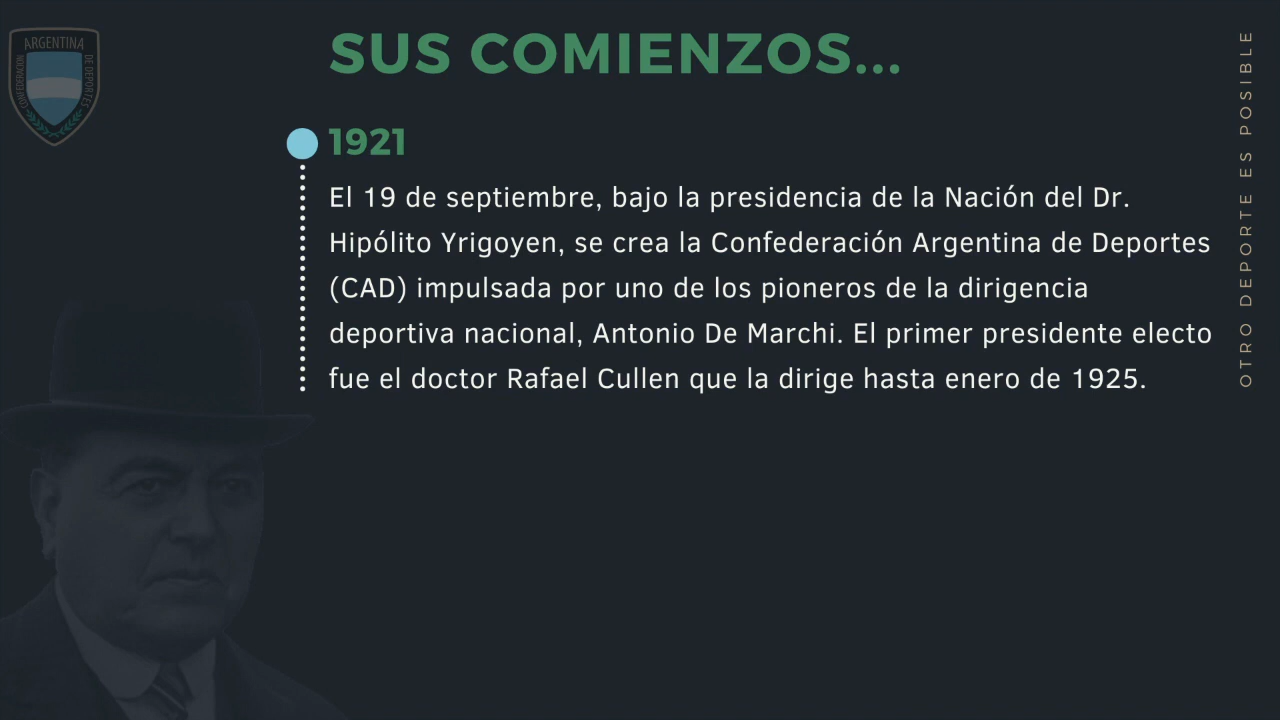 ARGENTINA
CONFEDERACIÓN
DE DEPORTES
SUS COMIENZOS...
1921
El 19 de septiembre, bajo la presidencia de la Nación del Dr.
Hipólito Yrigoyen, se crea la Confederación Argentina de Deportes
(CAD) impulsada por uno de los pioneros de la dirigencia
deportiva nacional, Antonio De Marchi. El primer presidente electo
fue el doctor Rafael Cullen que la dirige hasta enero de 1925.
OTRO DEPORTE ES POSIBLE